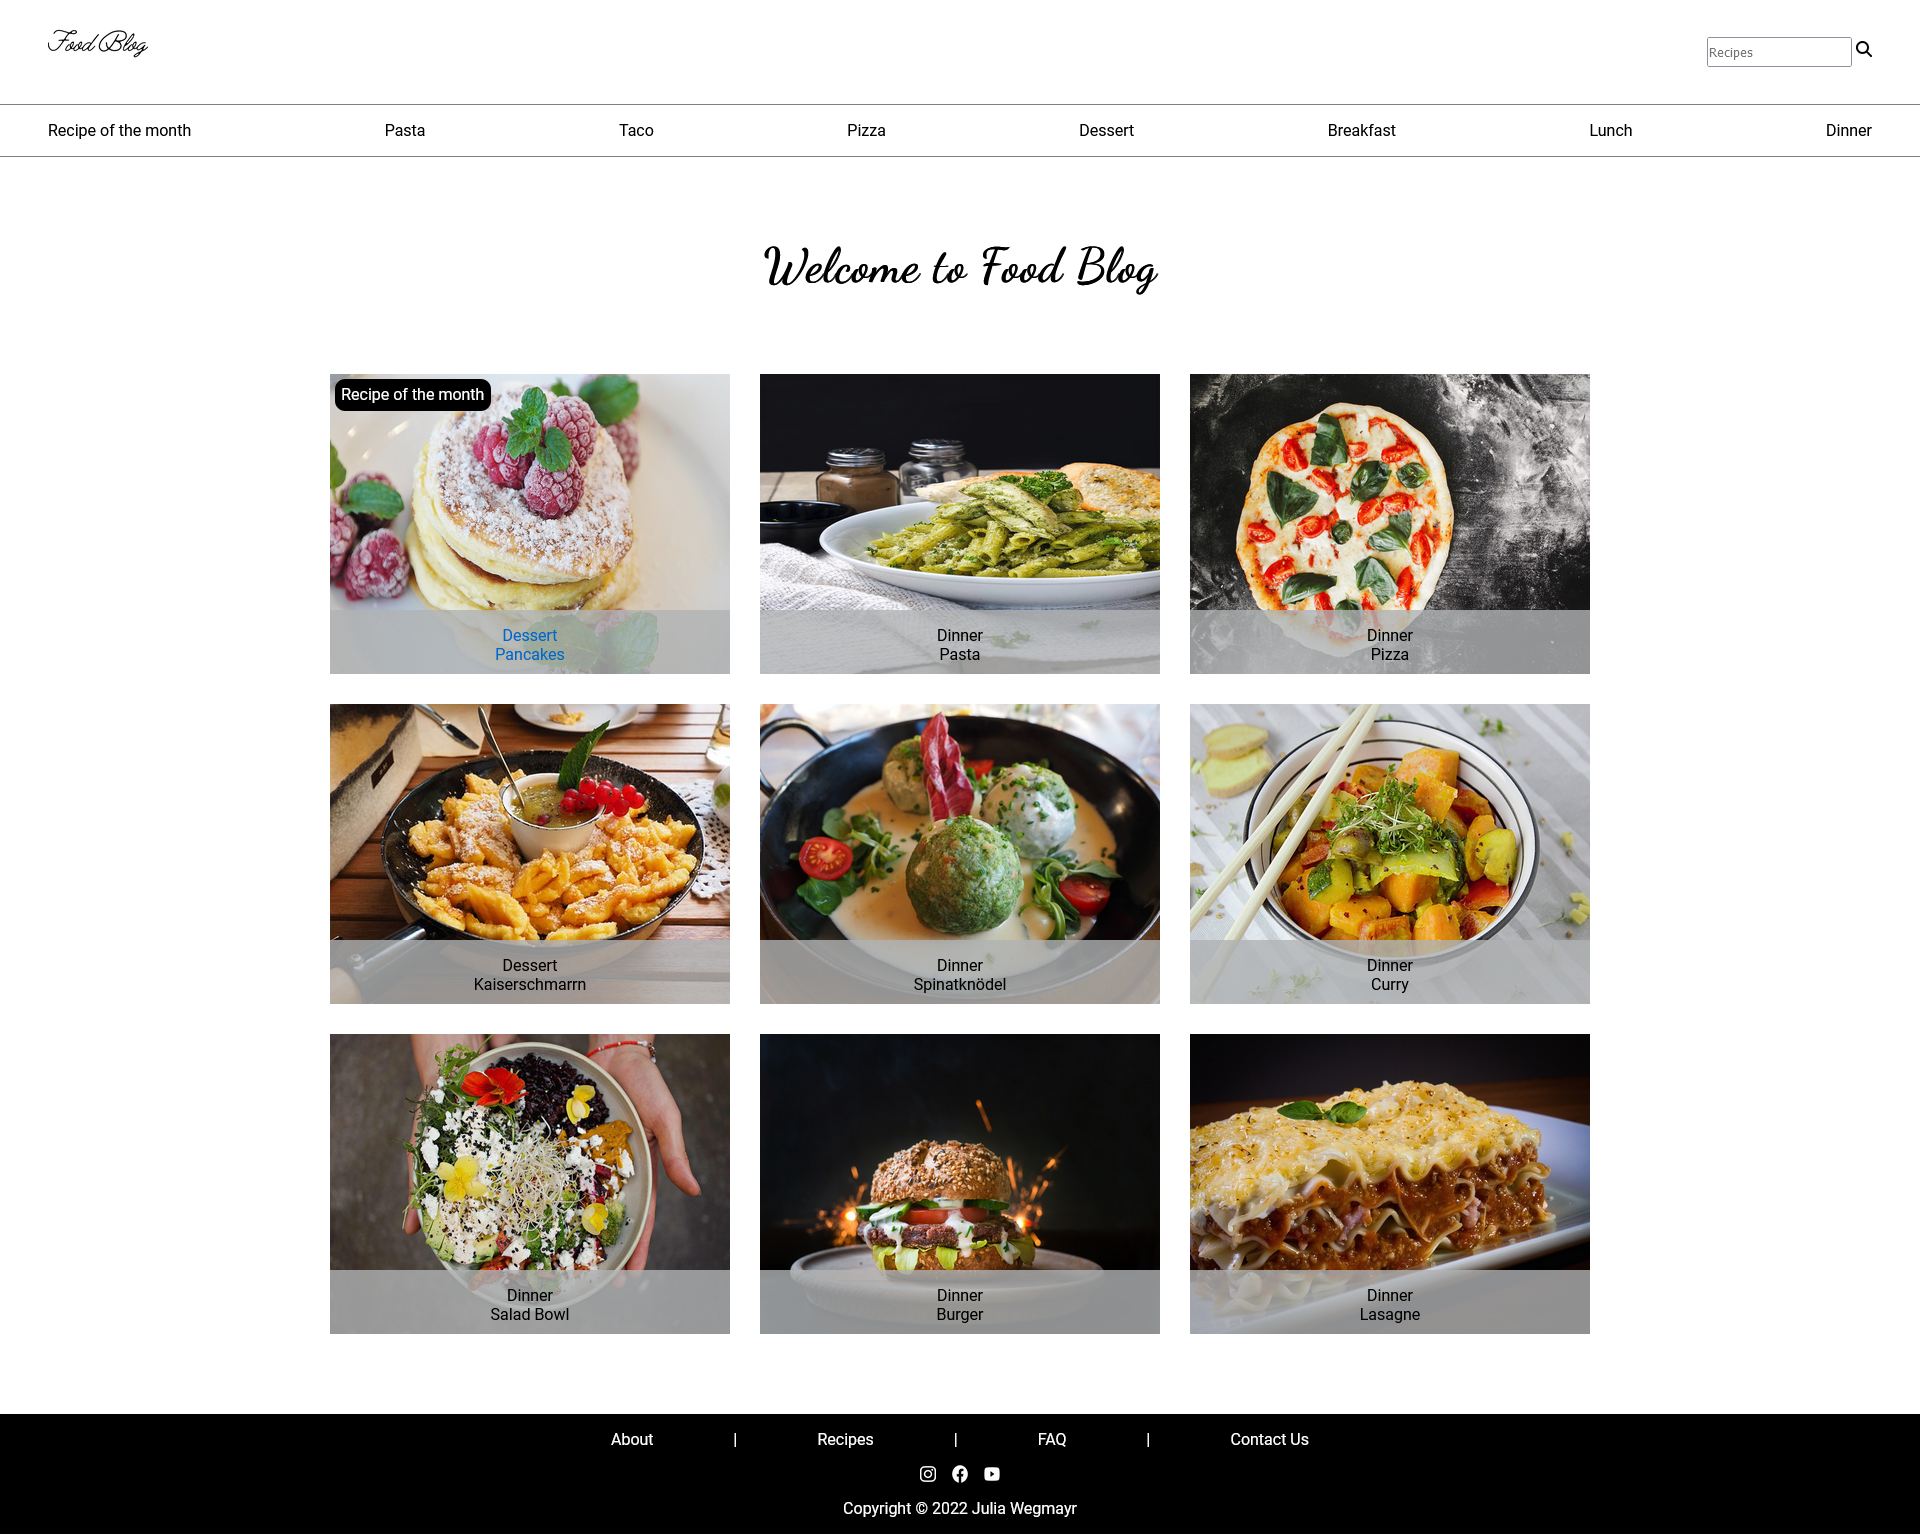 Food Blog
Recipes
Recipe of the month
Pasta
Taco
Pizza
Dessert
Breakfast
Lunch
Dinner
Welcome to Food Blog
Recipe of the month
Dessert
Pancakes
Dinner
Pasta
Dinner
Pizza
Dessert
Kaiserschmarrn
Dinner
Spinatknödel
Dinner
Curry
Dinner
Salad Bowl
Dinner
Burger
Dinner
Lasagne
About | Recipes | FAQ | Contact Us
Copyright © 2022 Julia Wegmayr